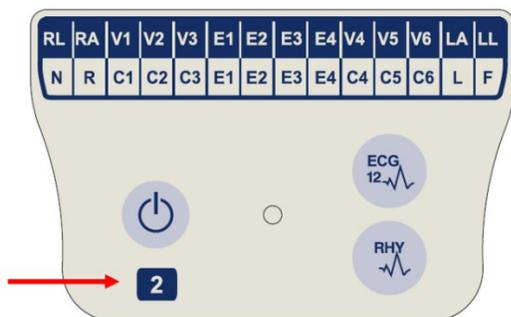 RL RA V1 V2 V3 E1 E2 E3 E4 V4 V5 V6 LA LL
N R C1 C2 C3 E1 E2 E3 E4 C4 C5 C6 L F
ECG
12
RHY
2